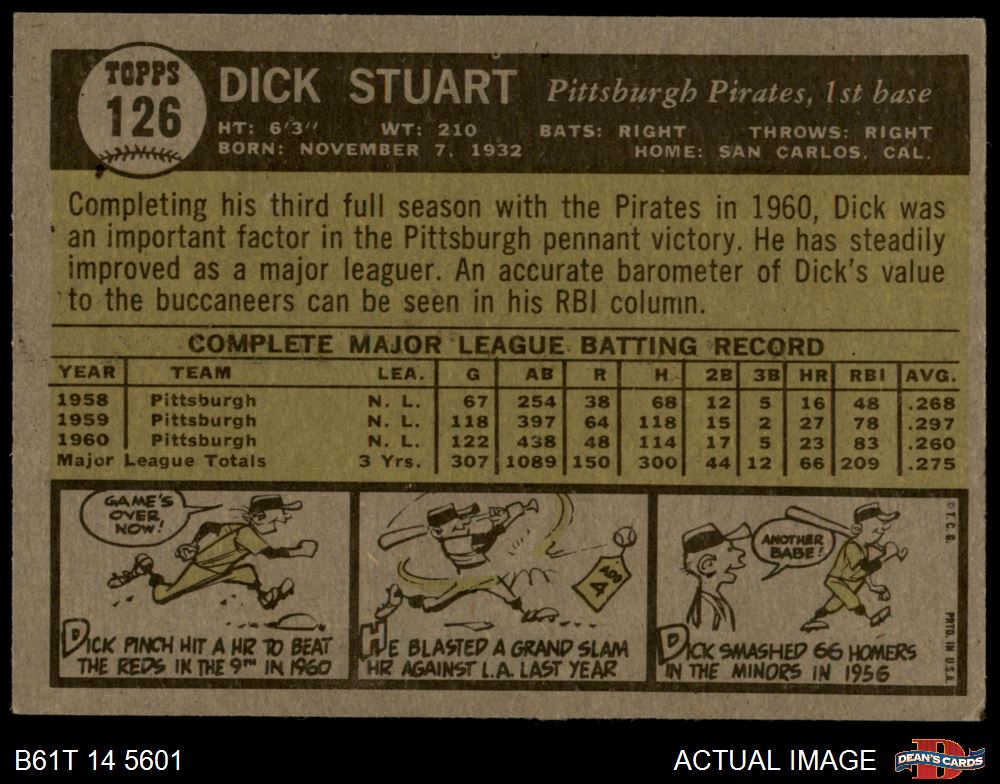 TOPPS
126
DICK STUART Pittsburgh Pirates, 1st base
HT: 6'3" WT: 210 BATS: RIGHT THROWS: RIGHT
BORN: NOVEMBER 7, 1932 HOME: SAN CARLOS, CAL.
Completing his third full season with the Pirates in 1960, Dick was
an important factor in the Pittsburgh pennant victory. He has steadily
improved as a major leaguer. An accurate barometer of Dick's value
to the buccaneers can be seen in his RBI column.
COMPLETE MAJOR LEAGUE BATTING RECORD
YEAR TEAM LEA. G AB R H 2B 3B HR RBI AVG.
1958 Pittsburgh N. L. 67 254 38 68 12 5 16 48 .268
1959 Pittsburgh N. L. 118 397 64 118 15 2 27 78 .297
1960 Pittsburgh N. L. 122 438 48 114 17 5 23 83 .260
Major League Totals 3 Yrs. 307 1089 150 300 44 12 66 209 .275
GAME'S
OVER
NOW!
DICK PINCH HIT A HR TO BEAT
THE REDS IN THE 9TH IN 1960
ADD
4
HE BLASTED A GRAND SLAM
HR AGAINST L.A. LAST YEAR
ANOTHER
BABE!
DICK SMASHED 66 HOMERS
IN THE MINORS IN 1956
© T. C. G.
PRTD. IN U.S.A.
B61T 14 5601
ACTUAL IMAGE
DEAN'S CARDS